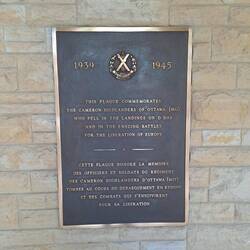 1939 1945
THIS PLAQUE COMMEMORATES
THE CAMERON HIGHLANDERS OF OTTAWA (MG)
WHO FELL IN THE LANDINGS ON D DAY
AND IN THE ENSUING BATTLES
FOR THE LIBERATION OF EUROPE
CETTE PLAQUE HONORE LA MEMOIRE
DES OFFICIERS ET SOLDATS DU REGIMENT
DES CAMERON HIGHLANDERS D'OTTAWA (MIT)
TOMBES AU COURS DU DEBARQUEMENT EN EUROPE
ET DES COMBATS QUI S'ENSUIVIRENT
POUR SA LIBERATION